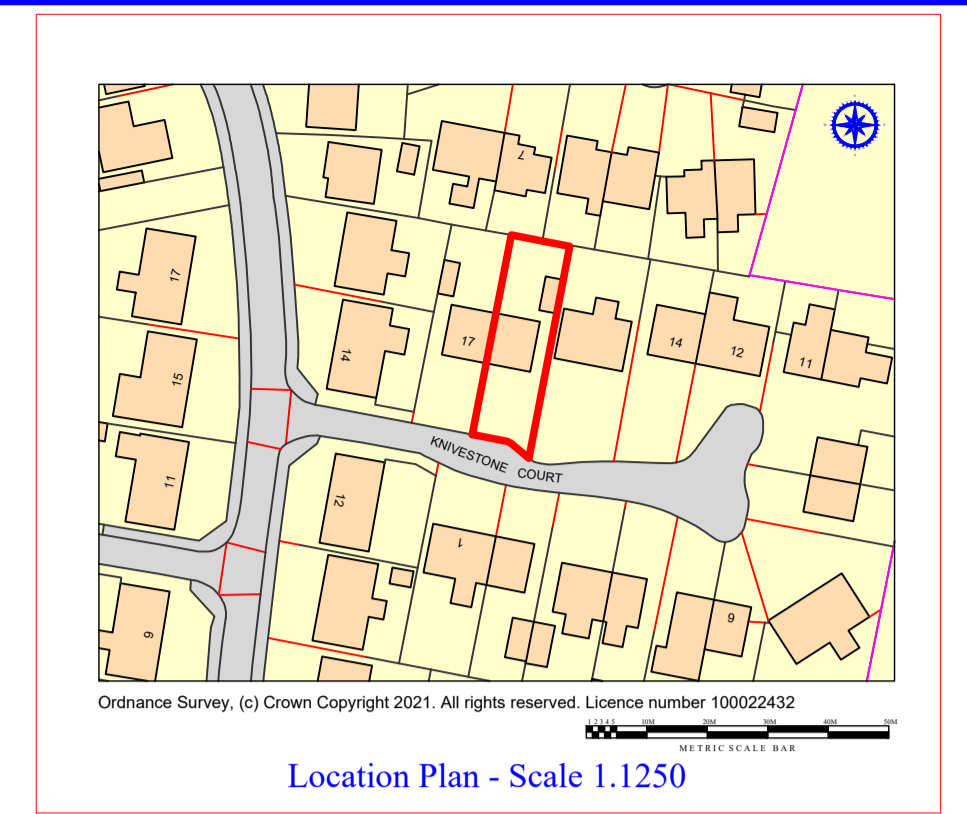 7
17
17
14
14
12
11
15
KNIVESTONE COURT
11
12
1
9
9
Ordnance Survey, (c) Crown Copyright 2021. All rights reserved. Licence number 100022432
1 2 3 4 5 10M 20M 30M 40M 50M
METRIC SCALE BAR
Location Plan - Scale 1.1250